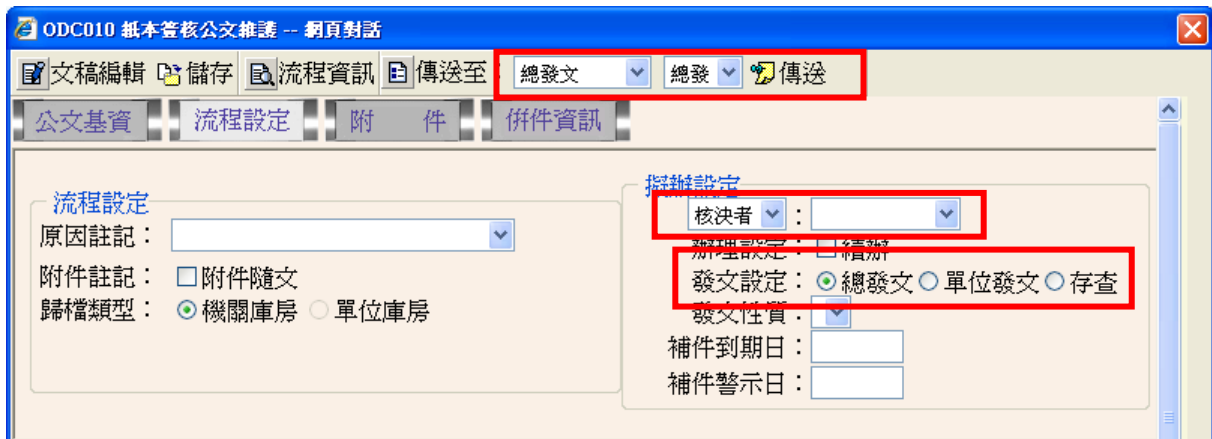 ODC010 紙本簽核公文維護 -- 網頁對話
文稿編輯 儲存 流程資訊 傳送至： 總發文 總發 傳送
公文基資 流程設定 附 件 併件資訊
流程設定
原因註記：
附件註記： 附件隨文
歸檔類型： 機關庫房 單位庫房
擬辦設定
核決者 ：
辦理設定： 續辦
發文設定： 總發文 單位發文 存查
發文性質：
補件到期日：
補件警示日：